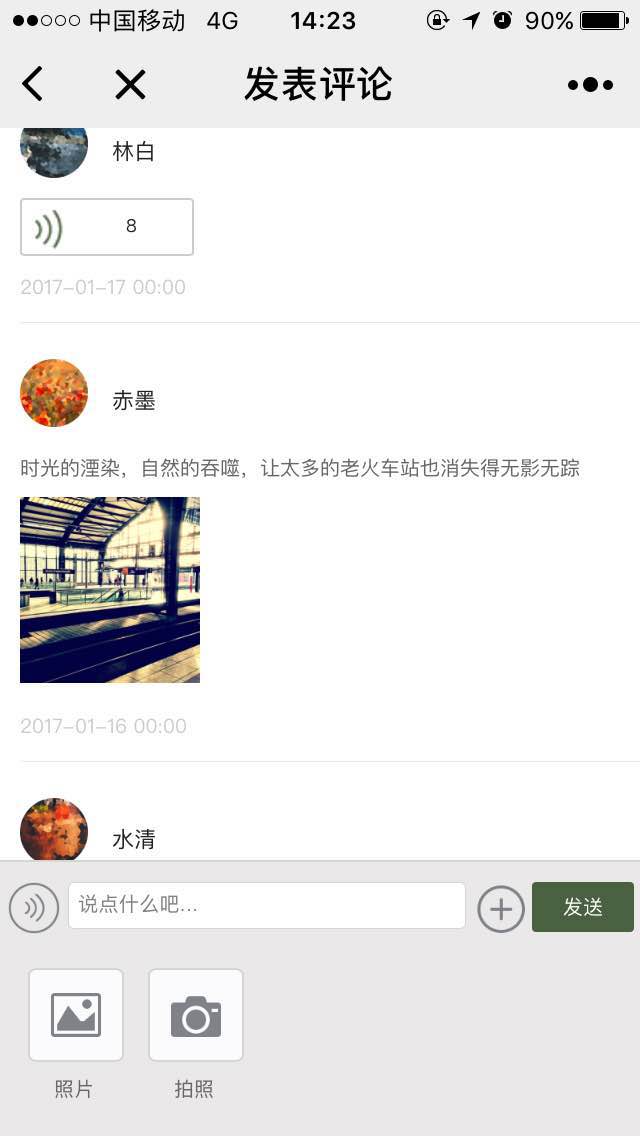 中国移动 4G 14:23 90%
发表评论
林白
8
2017-01-17 00:00
赤墨
时光的湮染，自然的吞噬，让太多的老火车站也消失得无影无踪
2017-01-16 00:00
水清
说点什么吧...
发送
照片 拍照